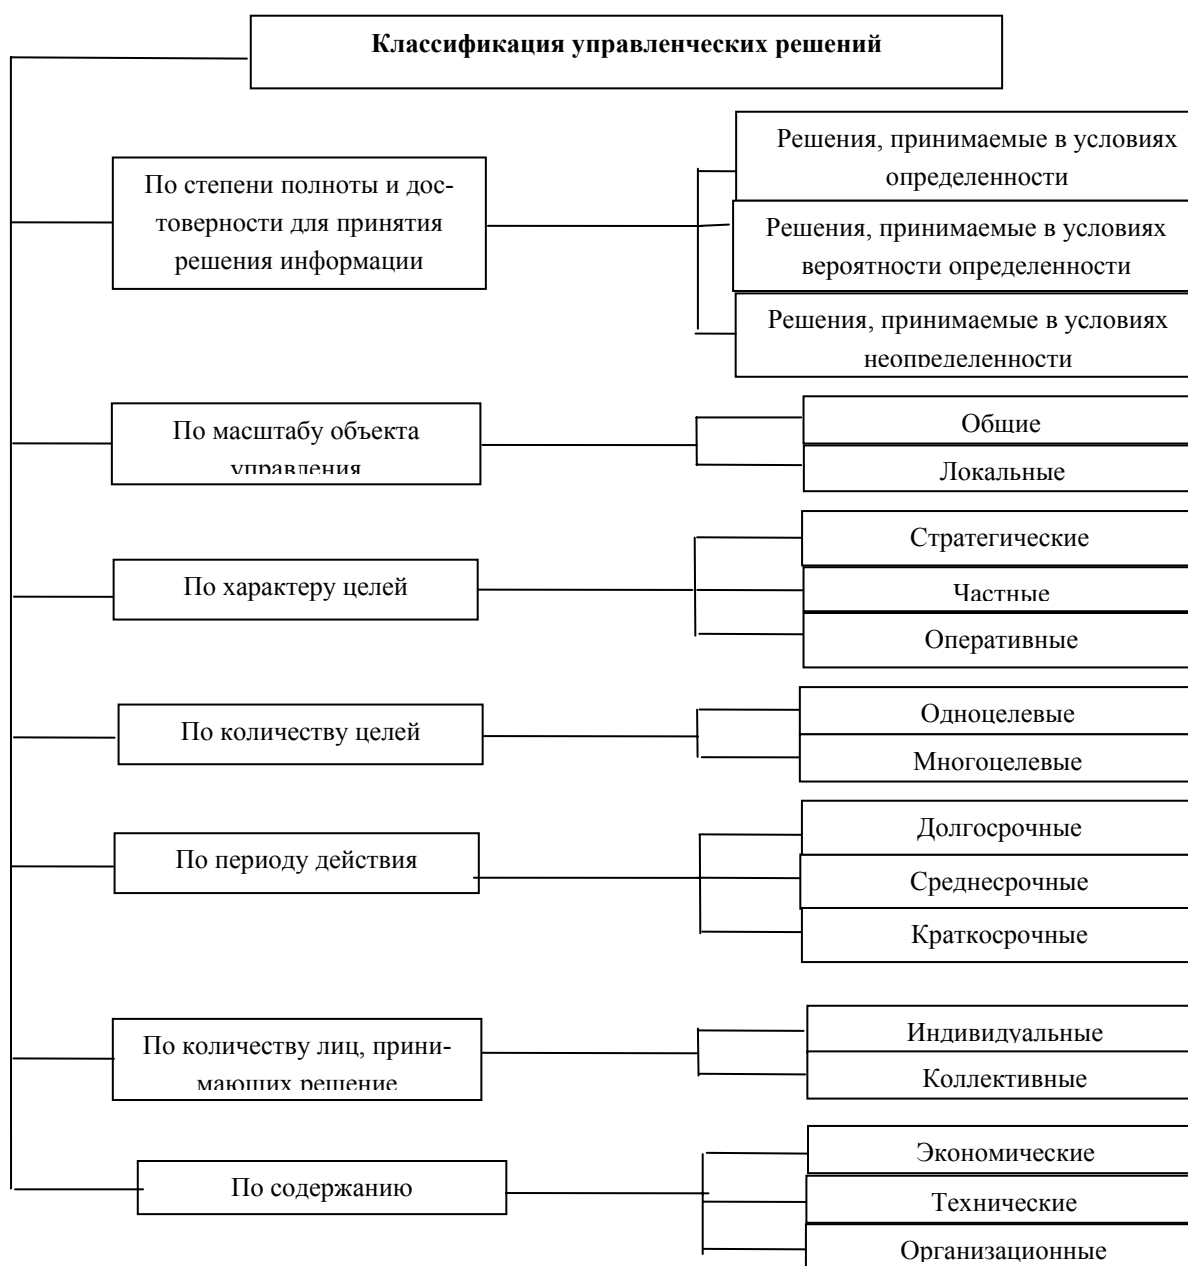 Классификация управленческих решений
По степени полноты и дос-
товерности для принятия
решения информации
Решения, принимаемые в условиях
определенности
Решения, принимаемые в условиях
вероятности определенности
Решения, принимаемые в условиях
неопределенности
По масштабу объекта
управления
Общие
Локальные
По характеру целей
Стратегические
Частные
Оперативные
По количеству целей
Одноцелевые
Многоцелевые
По периоду действия
Долгосрочные
Среднесрочные
Краткосрочные
По количеству лиц, прини-
мающих решение
Индивидуальные
Коллективные
По содержанию
Экономические
Технические
Организационные